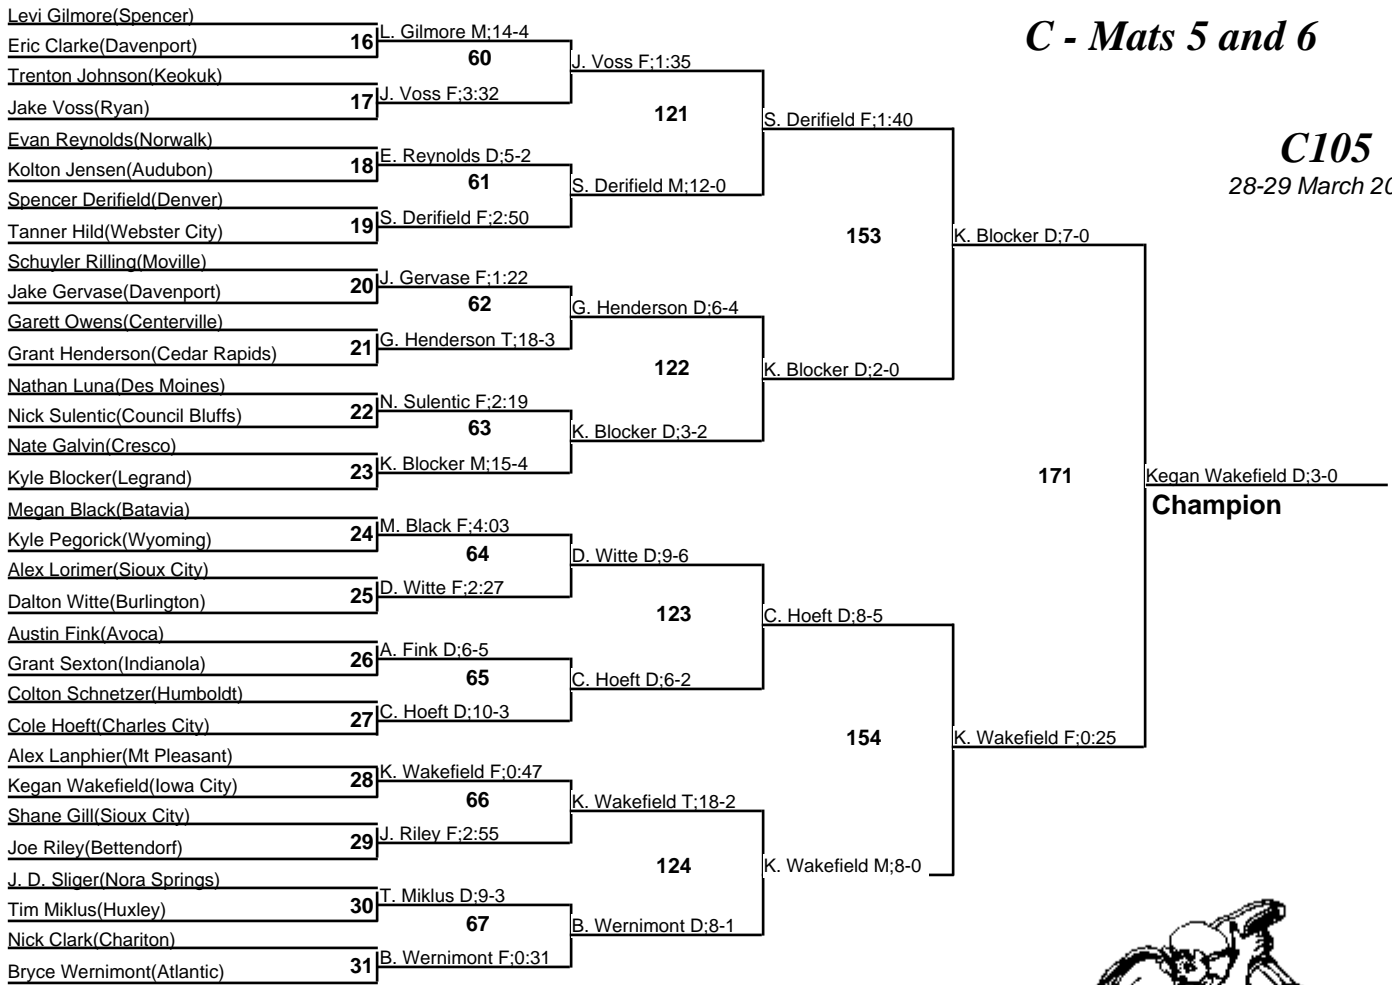 Levi Gilmore(Spencer)
C - Mats 5 and 6
L. Gilmore M;14-4
Eric Clarke(Davenport)
16
60
J. Voss F;1:35
Trenton Johnson(Keokuk)
J. Voss F;3:32
Jake Voss(Ryan)
17
121
S. Derifield F;1:40
Evan Reynolds(Norwalk)
C105
E. Reynolds D;5-2
Kolton Jensen(Audubon)
18
61
S. Derifield M;12-0
28-29 March 20
Spencer Derifield(Denver)
S. Derifield F;2:50
Tanner Hild(Webster City)
19
153
K. Blocker D;7-0
Schuyler Rilling(Moville)
J. Gervase F;1:22
Jake Gervase(Davenport)
20
62
G. Henderson D;6-4
Garett Owens(Centerville)
G. Henderson T;18-3
Grant Henderson(Cedar Rapids)
21
122
K. Blocker D;2-0
Nathan Luna(Des Moines)
N. Sulentic F;2:19
Nick Sulentic(Council Bluffs)
22
63
K. Blocker D;3-2
Nate Galvin(Cresco)
K. Blocker M;15-4
Kyle Blocker(Legrand)
23
171
Kegan Wakefield D;3-0
Champion
Megan Black(Batavia)
M. Black F;4:03
Kyle Pegorick(Wyoming)
24
64
D. Witte D;9-6
Alex Lorimer(Sioux City)
D. Witte F;2:27
Dalton Witte(Burlington)
25
123
C. Hoeft D;8-5
Austin Fink(Avoca)
A. Fink D;6-5
Grant Sexton(Indianola)
26
65
C. Hoeft D;6-2
Colton Schnetzer(Humboldt)
C. Hoeft D;10-3
Cole Hoeft(Charles City)
27
154
K. Wakefield F;0:25
Alex Lanphier(Mt Pleasant)
K. Wakefield F;0:47
Kegan Wakefield(Iowa City)
28
66
K. Wakefield T;18-2
Shane Gill(Sioux City)
J. Riley F;2:55
Joe Riley(Bettendorf)
29
124
K. Wakefield M;8-0
J. D. Sliger(Nora Springs)
T. Miklus D;9-3
Tim Miklus(Huxley)
30
67
B. Wernimont D;8-1
Nick Clark(Chariton)
B. Wernimont F;0:31
Bryce Wernimont(Atlantic)
31